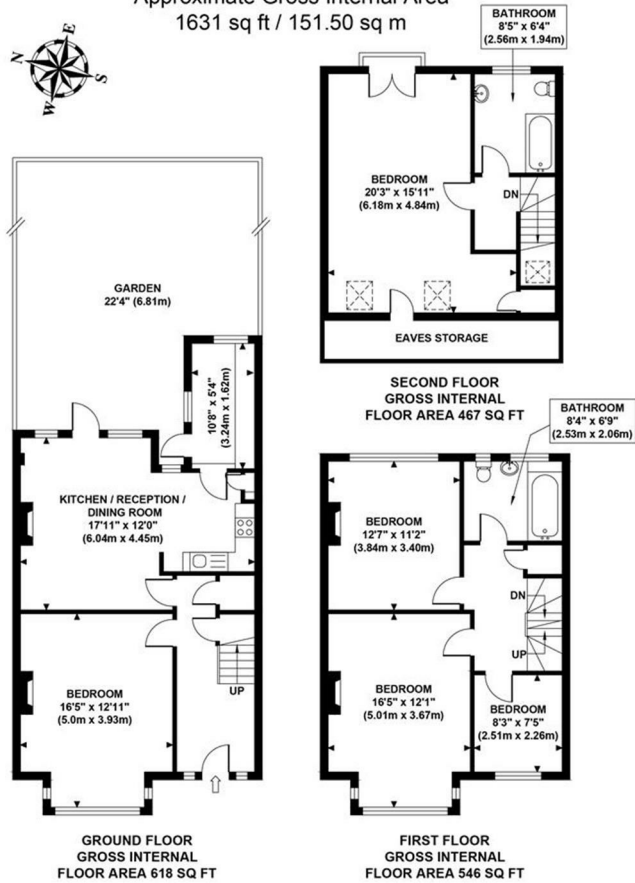 Approximate Gross Internal Area
1631 sq ft / 151.50 sq m
N
E
S
W
BATHROOM
8'5" x 6'4"
(2.56m x 1.94m)
BEDROOM
20'3" x 15'11"
(6.18m x 4.84m)
DN
EAVES STORAGE
SECOND FLOOR
GROSS INTERNAL
FLOOR AREA 467 SQ FT
GARDEN
22'4" (6.81m)
10'8" x 5'4"
(3.24m x 1.62m)
KITCHEN / RECEPTION /
DINING ROOM
17'11" x 12'0"
(6.04m x 4.45m)
BEDROOM
16'5" x 12'11"
(5.0m x 3.93m)
UP
GROUND FLOOR
GROSS INTERNAL
FLOOR AREA 618 SQ FT
BATHROOM
8'4" x 6'9"
(2.53m x 2.06m)
BEDROOM
12'7" x 11'2"
(3.84m x 3.40m)
DN
UP
BEDROOM
16'5" x 12'1"
(5.01m x 3.67m)
BEDROOM
8'3" x 7'5"
(2.51m x 2.26m)
FIRST FLOOR
GROSS INTERNAL
FLOOR AREA 546 SQ FT